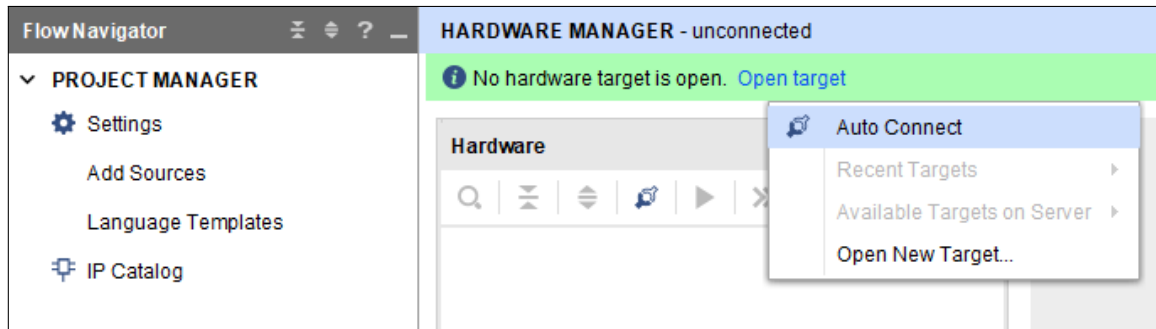 Flow Navigator
?
PROJECT MANAGER
Settings
Add Sources
Language Templates
IP Catalog
HARDWARE MANAGER - unconnected
No hardware target is open. Open target
Hardware
Auto Connect
Recent Targets
Available Targets on Server
Open New Target...